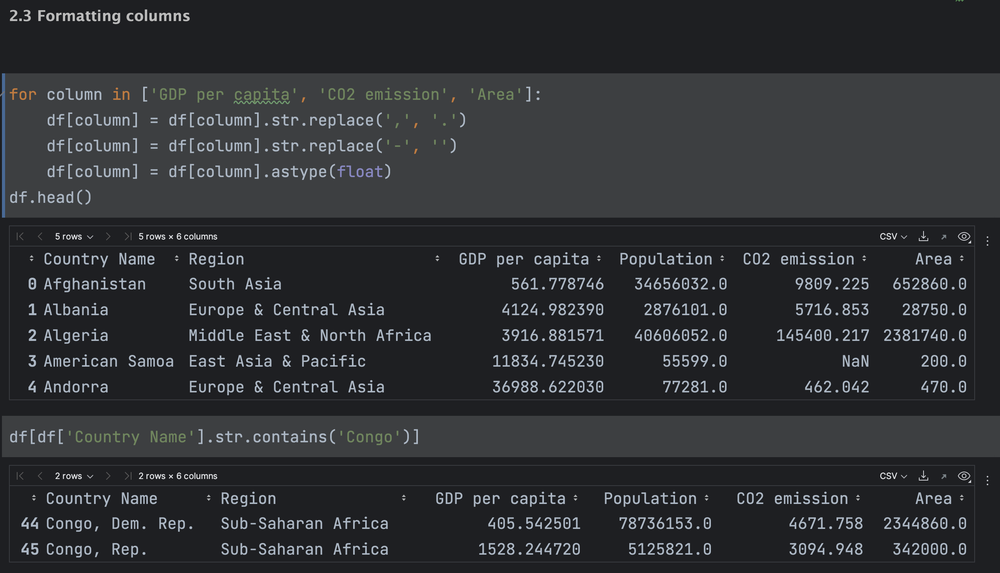 2.3 Formatting columns
for column in ['GDP per capita', 'CO2 emission', 'Area']:
    df[column] = df[column].str.replace(',', '.')
    df[column] = df[column].str.replace('-', '')
    df[column] = df[column].astype(float)
df.head()
5 rows 5 rows × 6 columns CSV
Country Name Region GDP per capita Population CO2 emission Area
0 Afghanistan South Asia 561.778746 34656032.0 9809.225 652860.0
1 Albania Europe & Central Asia 4124.982390 2876101.0 5716.853 28750.0
2 Algeria Middle East & North Africa 3916.881571 40606052.0 145400.217 2381740.0
3 American Samoa East Asia & Pacific 11834.745230 55599.0 NaN 200.0
4 Andorra Europe & Central Asia 36988.622030 77281.0 462.042 470.0
df[df['Country Name'].str.contains('Congo')]
2 rows 2 rows × 6 columns CSV
Country Name Region GDP per capita Population CO2 emission Area
44 Congo, Dem. Rep. Sub-Saharan Africa 405.542501 78736153.0 4671.758 2344860.0
45 Congo, Rep. Sub-Saharan Africa 1528.244720 5125821.0 3094.948 342000.0